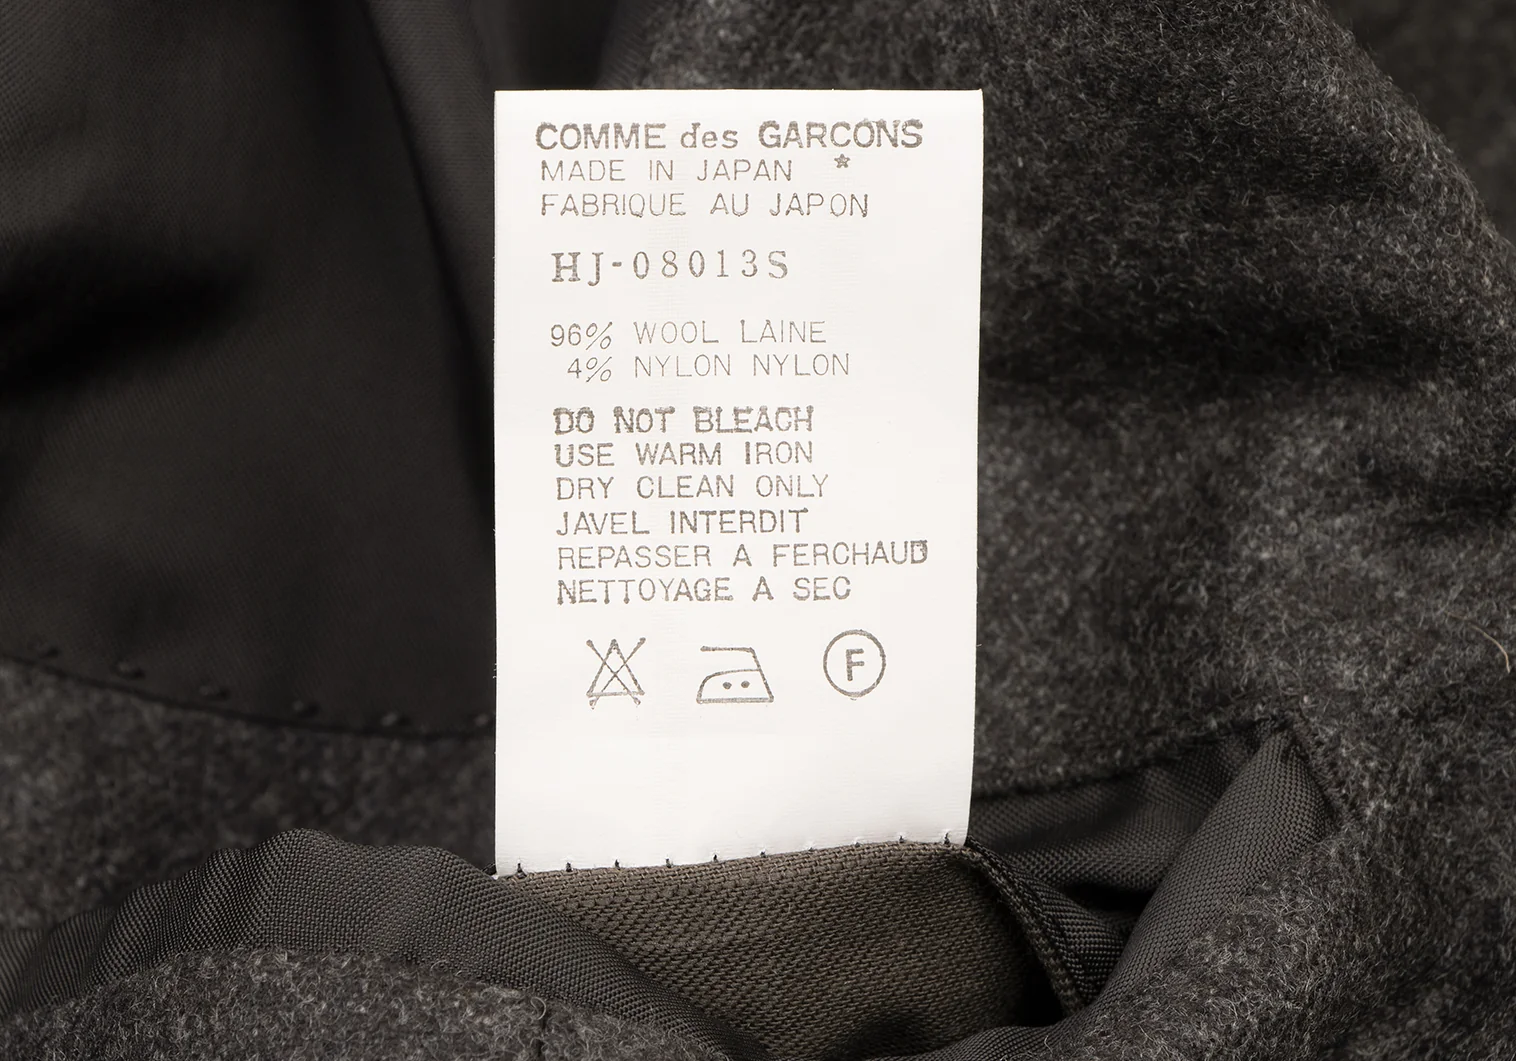 COMME des GARCONS
MADE IN JAPAN *
FABRIQUE AU JAPON
HJ-08013S
96% WOOL LAINE
4% NYLON NYLON
DO NOT BLEACH
USE WARM IRON
DRY CLEAN ONLY
JAVEL INTERDIT
REPASSER A FERCHAUD
NETTOYAGE A SEC
F